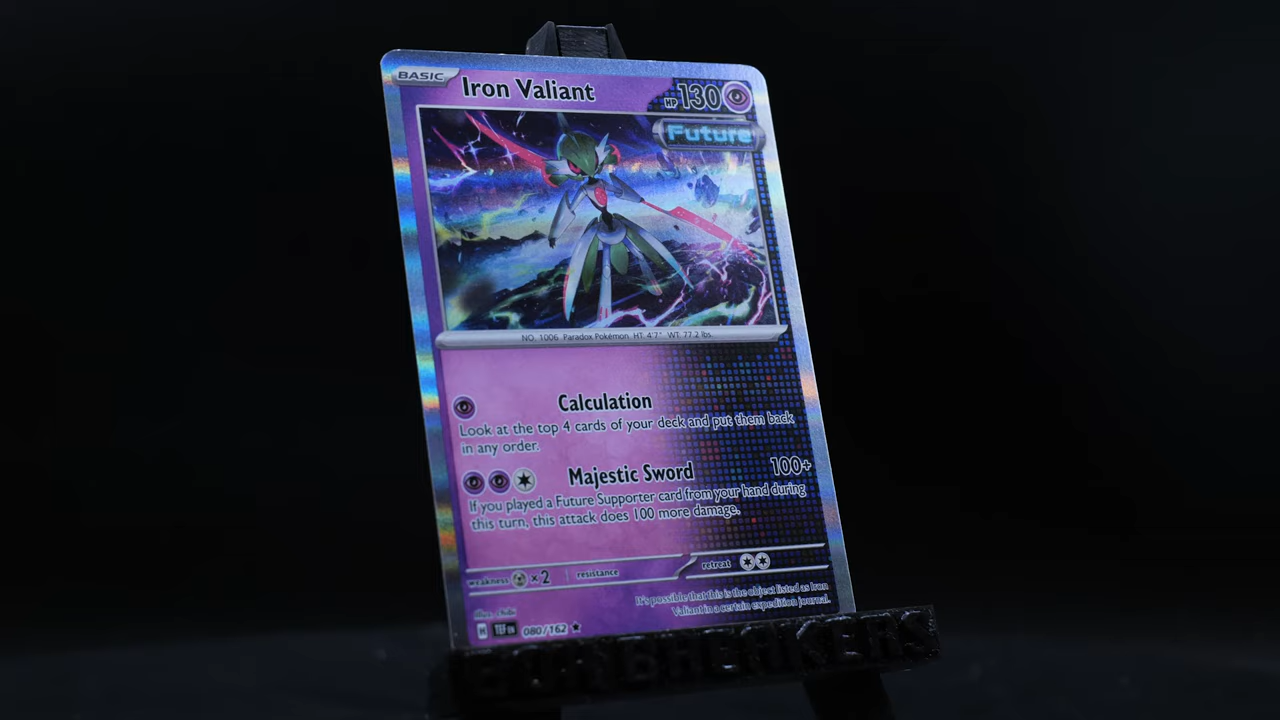 BASIC Iron Valiant HP 130
Future
NO. 1006 Paradox Pokémon HT: 4'7" WT: 77.2 lbs.
Calculation
Look at the top 4 cards of your deck and put them back
in any order.
Majestic Sword 100+
If you played a Future Supporter card from your hand during
this turn, this attack does 100 more damage.
weakness ×2 resistance retreat
It's possible that this is the object listed as Iron
Valiant in a certain expedition journal.
H TEF EN 080/162 ★
BREAKERS